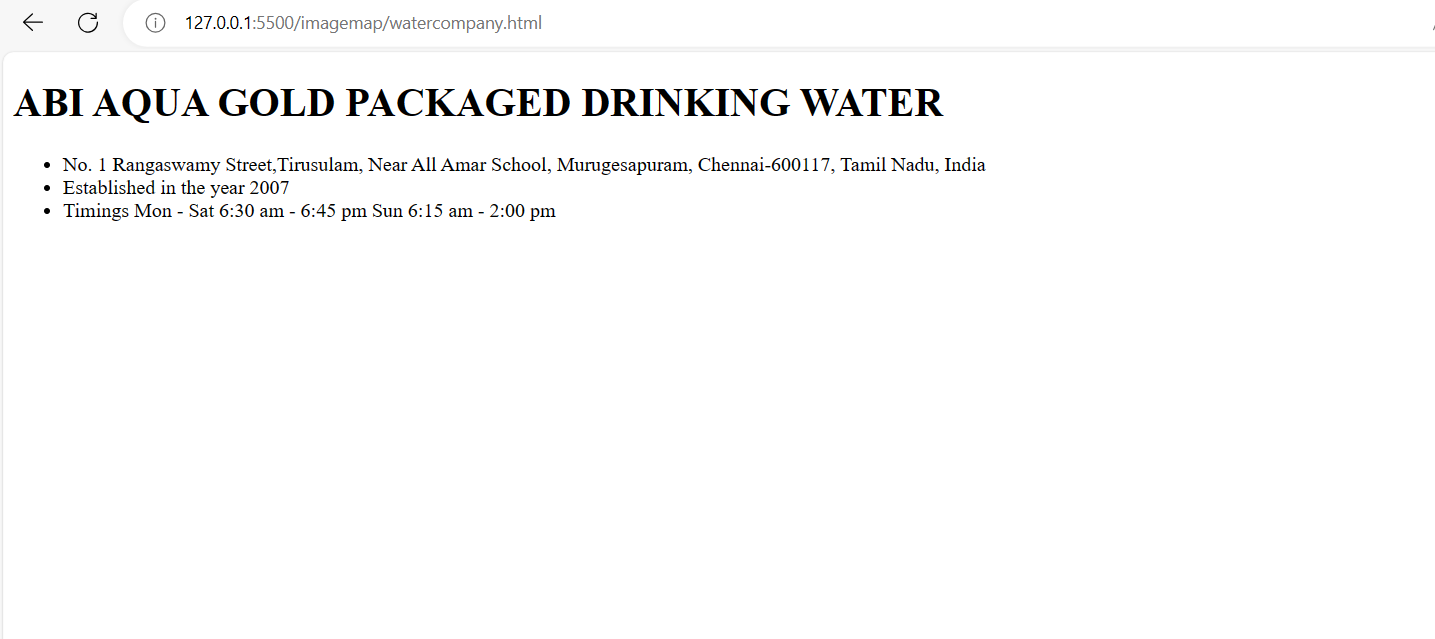 127.0.0.1:5500/imagemap/watercompany.html
ABI AQUA GOLD PACKAGED DRINKING WATER
• No. 1 Rangaswamy Street,Tirusulam, Near All Amar School, Murugesapuram, Chennai-600117, Tamil Nadu, India
• Established in the year 2007
• Timings Mon - Sat 6:30 am - 6:45 pm Sun 6:15 am - 2:00 pm